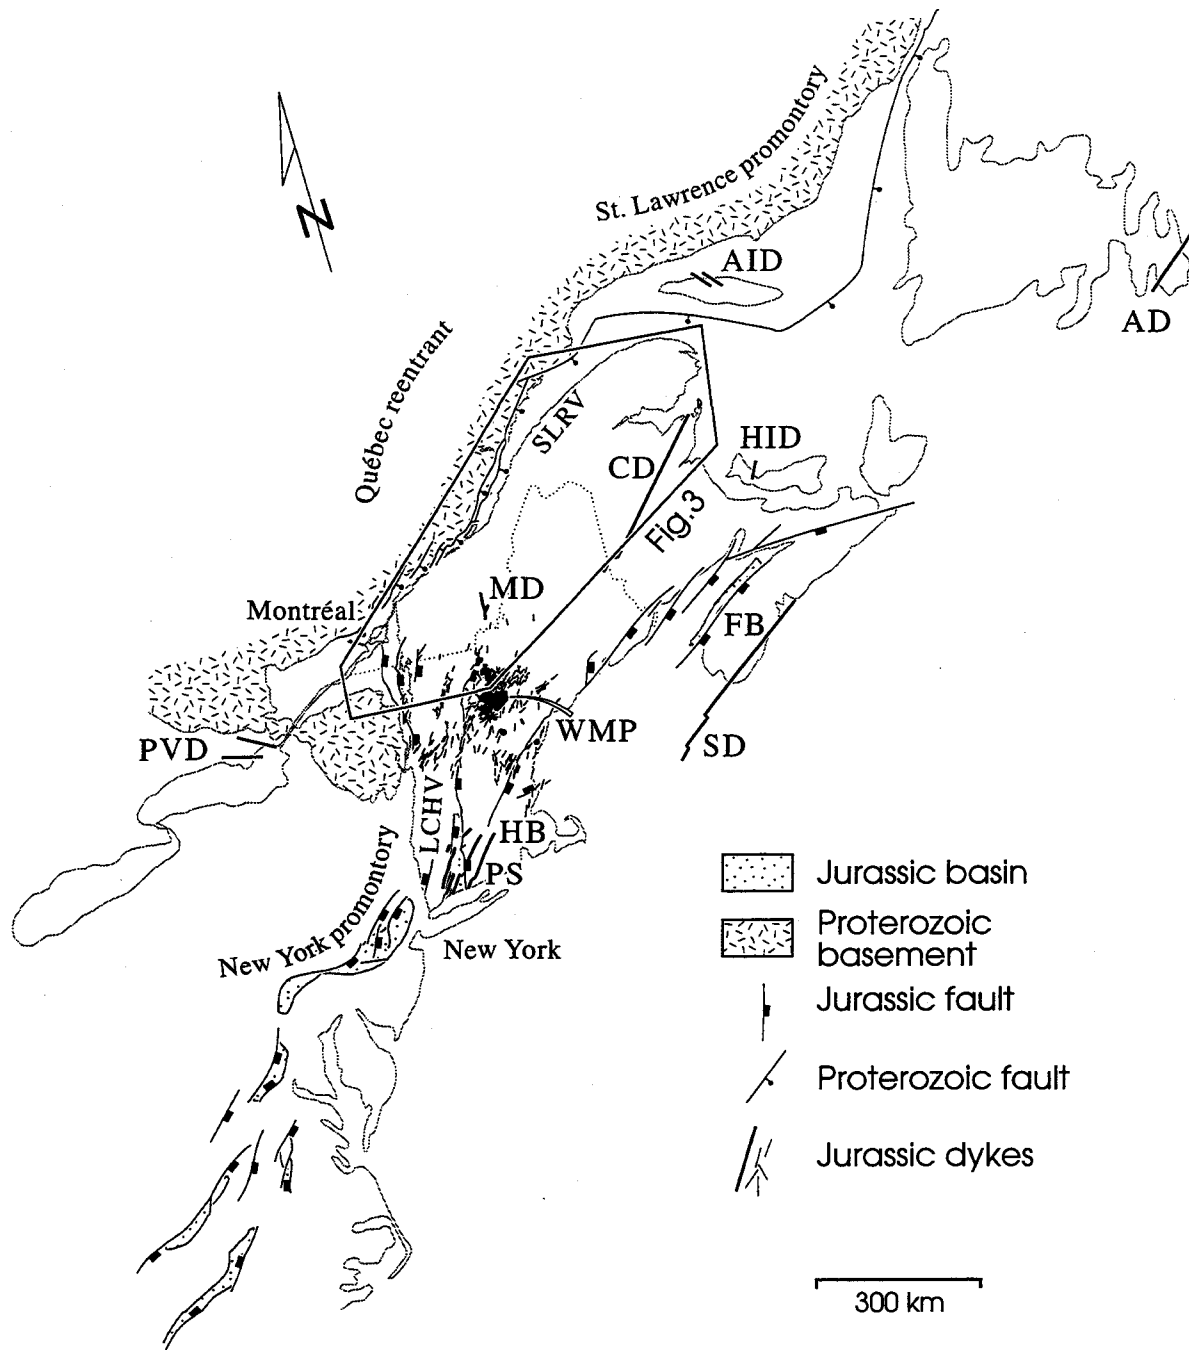 St. Lawrence promontory
N
AID
AD
Québec reentrant
SLRV
HID
CD
Fig.3
MD
Montréal
FB
WMP
PVD
SD
LCHV
HB
PS
New York promontory
New York
Jurassic basin
Proterozoic
basement
Jurassic fault
Proterozoic fault
Jurassic dykes
300 km